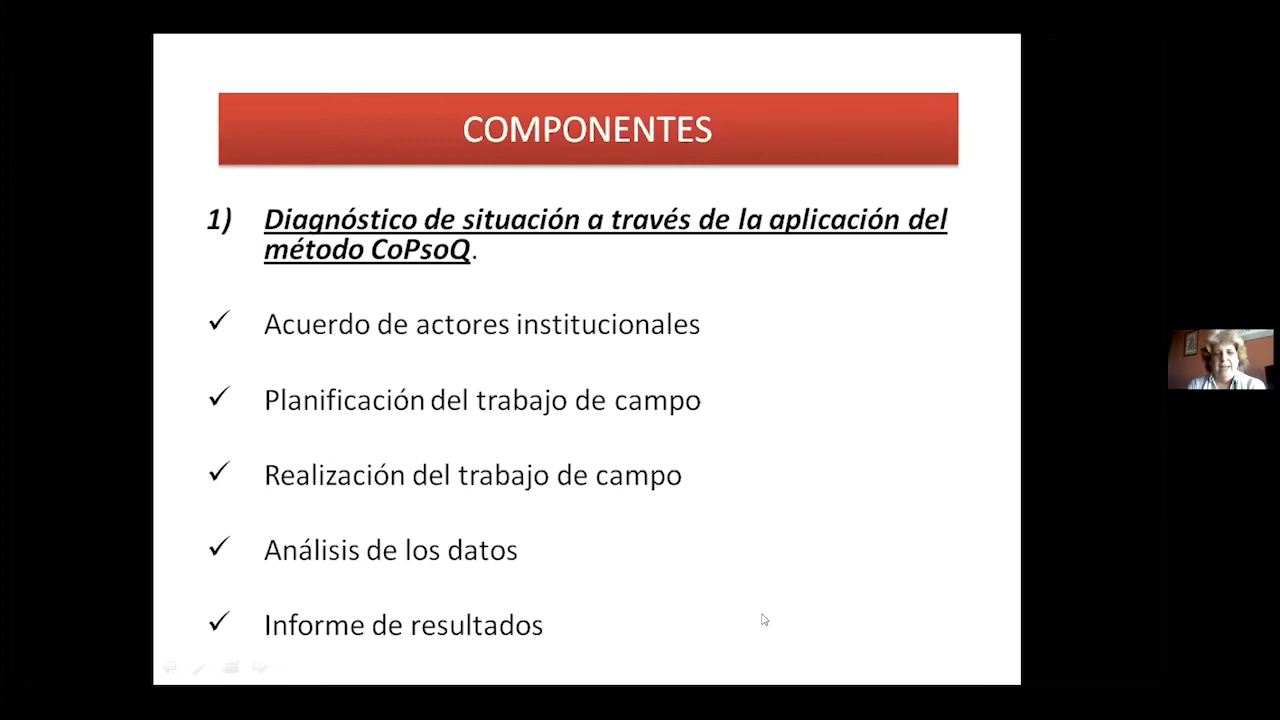 COMPONENTES
1) Diagnóstico de situación a través de la aplicación del
método CoPsoQ.
✓ Acuerdo de actores institucionales
✓ Planificación del trabajo de campo
✓ Realización del trabajo de campo
✓ Análisis de los datos
✓ Informe de resultados